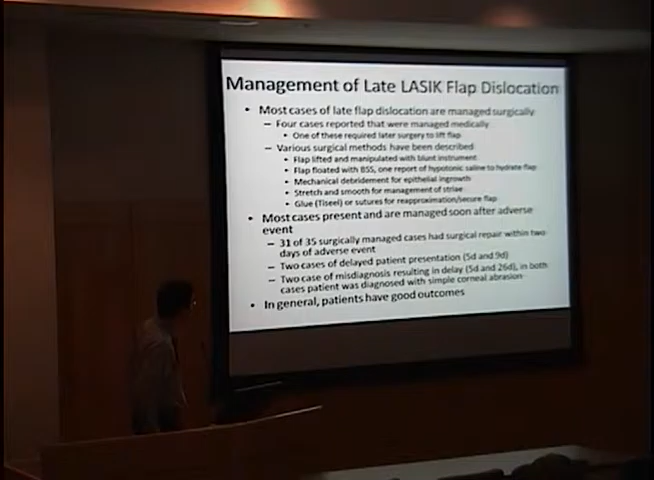 Management of Late LASIK Flap Dislocation
• Most cases of late flap dislocation are managed surgically
– Four cases reported that were managed medically
• One of these required later surgery to lift flap
– Various surgical methods have been described
• Flap lifted and manipulated with blunt instrument
• Flap floated with BSS, one report of hypotonic saline to hydrate flap
• Mechanical debridement for epithelial ingrowth
• Stretch and smooth for management of striae
• Glue (Tiseel) or sutures for reapproximation/secure flap
• Most cases present and are managed soon after adverse
event
– 31 of 35 surgically managed cases had surgical repair within two
days of adverse event
– Two cases of delayed patient presentation (5d and 9d)
– Two case of misdiagnosis resulting in delay (5d and 26d), in both
cases patient was diagnosed with simple corneal abrasion
• In general, patients have good outcomes